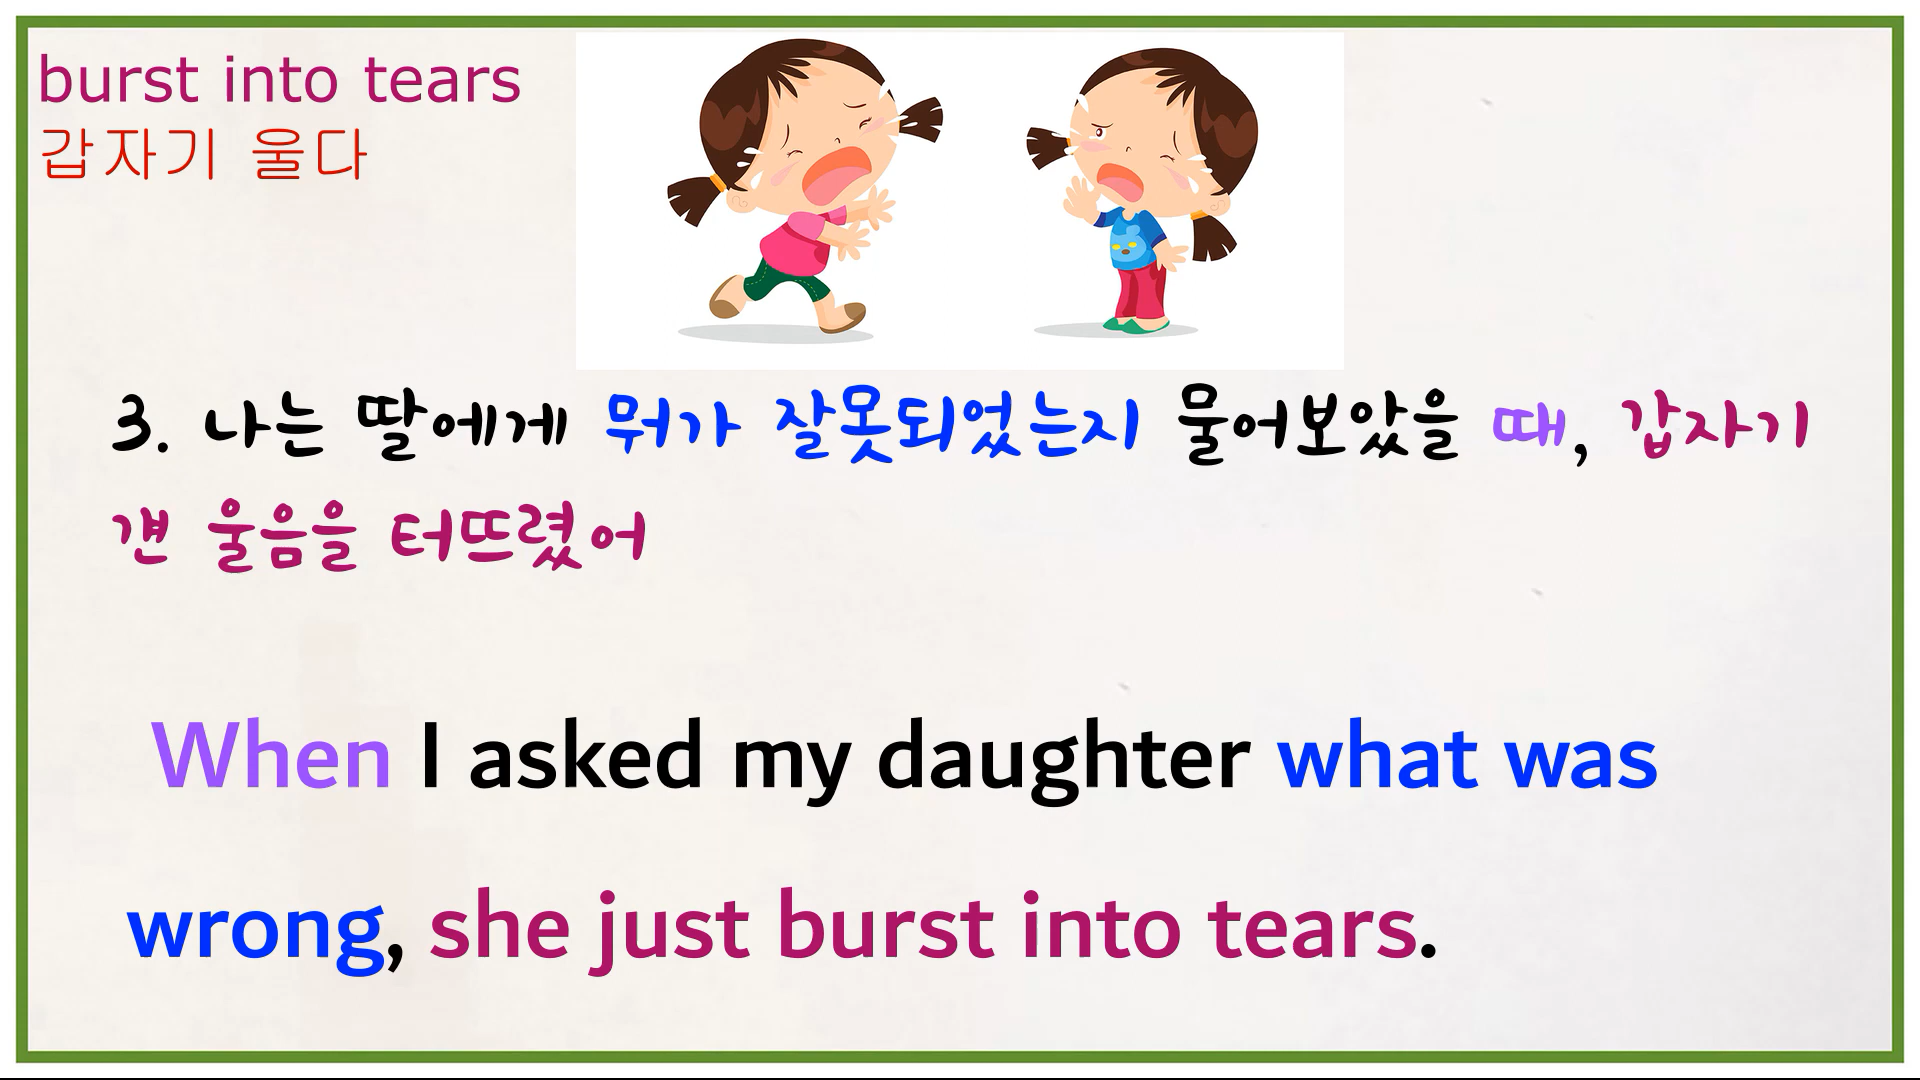 burst into tears
갑자기 울다
3. 나는 딸에게 뭐가 잘못되었는지 물어보았을 때, 갑자기
걘 울음을 터뜨렸어
When I asked my daughter what was
wrong, she just burst into tears.